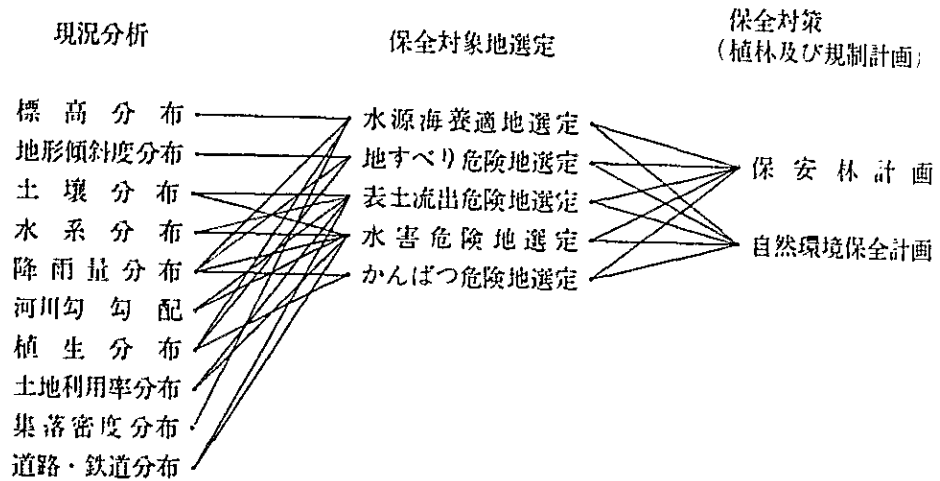 現況分析
標高分布
地形傾斜度分布
土壌分布
水系分布
降雨量分布
河川勾勾配
植生分布
土地利用率分布
集落密度分布
道路・鉄道分布
保全対象地選定
水源海養適地選定
地すべり危険地選定
表土流出危険地選定
水害危険地選定
かんばつ危険地選定
保全対策
(植林及び規制計画)
保安林計画
自然環境保全計画